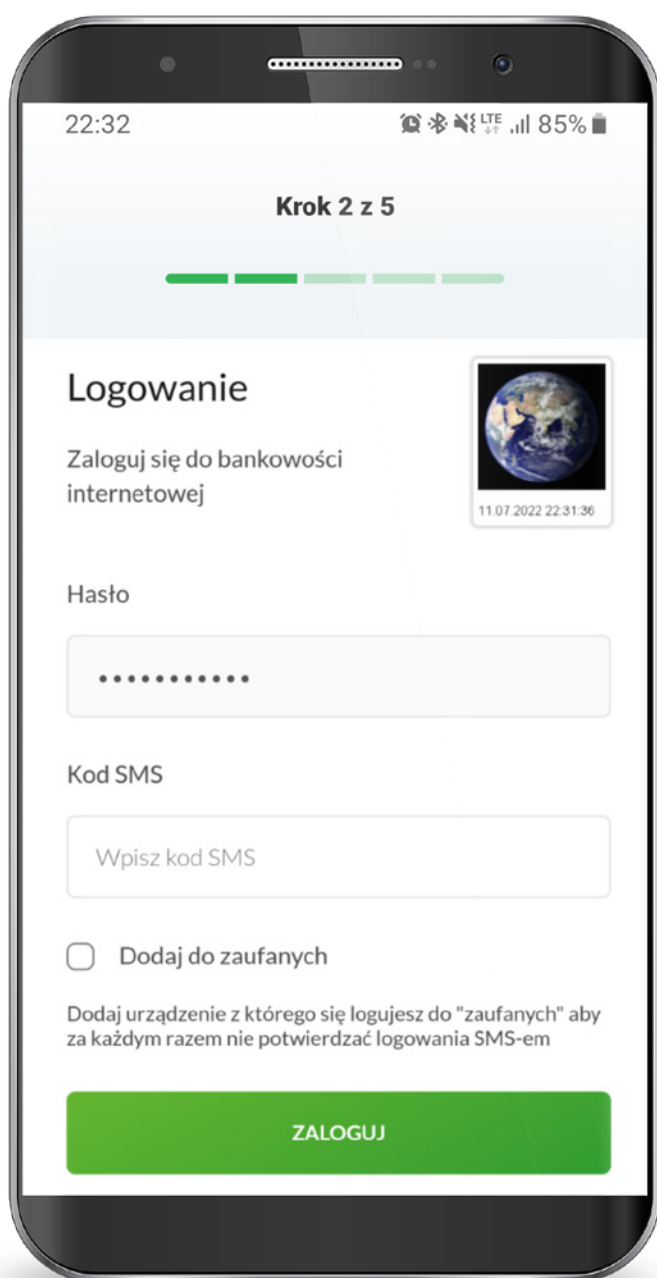 22:32
LTE
85%
Krok 2 z 5
Logowanie
Zaloguj się do bankowości
internetowej
11.07.2022 22:31:36
Hasło
•••••••••••
Kod SMS
Wpisz kod SMS
Dodaj do zaufanych
Dodaj urządzenie z którego się logujesz do "zaufanych" aby
za każdym razem nie potwierdzać logowania SMS-em
ZALOGUJ